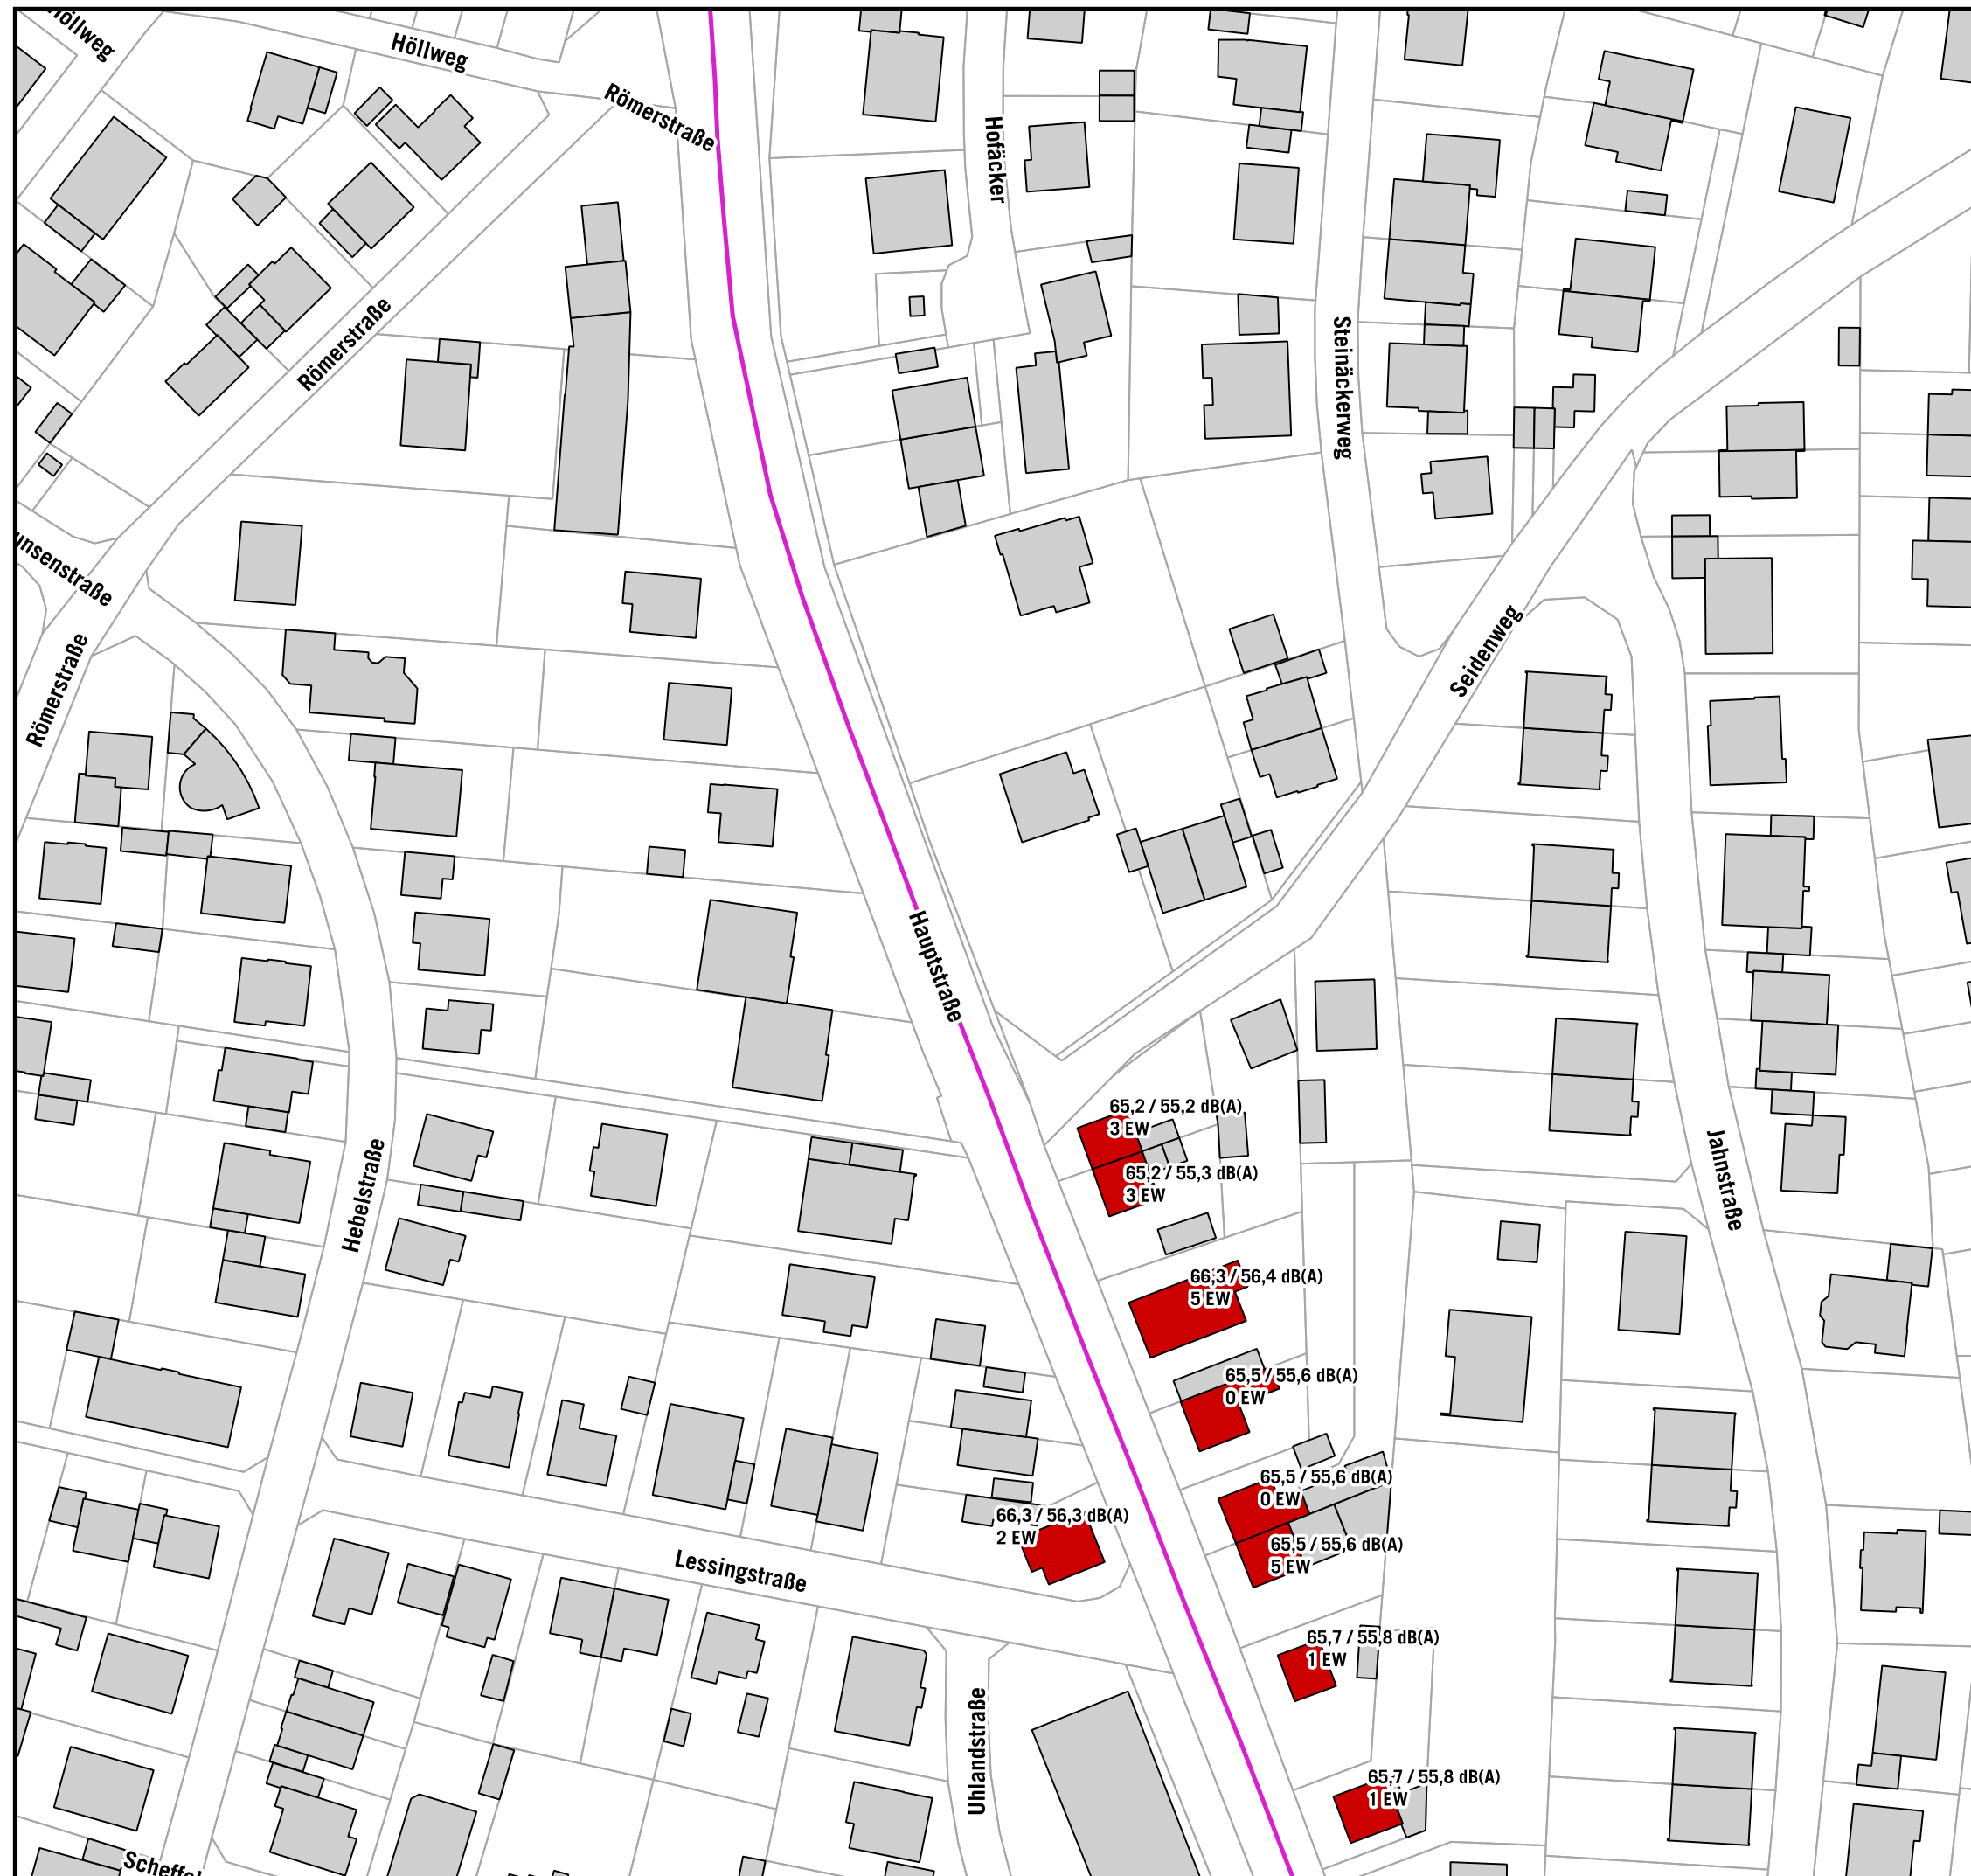 Höllweg
Höllweg
Römerstraße
Hofäcker
Römerstraße
Steinäckerweg
unsenstraße
Seidenweg
Römerstraße
Hauptstraße
65,2 / 55,2 dB(A)
3 EW
65,2 / 55,3 dB(A)
3 EW
Hebelstraße
Jahnstraße
66,3 / 56,4 dB(A)
5 EW
65,5 / 55,6 dB(A)
0 EW
65,5 / 55,6 dB(A)
0 EW
66,3 / 56,3 dB(A)
2 EW
65,5 / 55,6 dB(A)
5 EW
Lessingstraße
65,7 / 55,8 dB(A)
1 EW
Uhlandstraße
65,7 / 55,8 dB(A)
1 EW
Scheffel